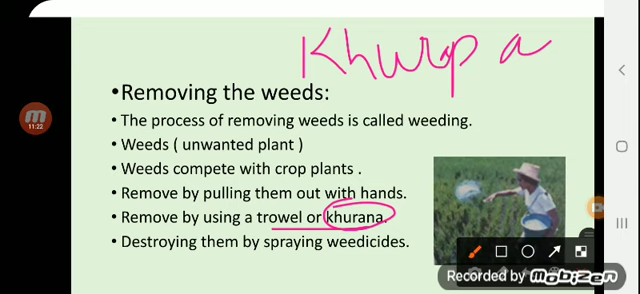 Khurpa
•Removing the weeds:
• The process of removing weeds is called weeding.
• Weeds ( unwanted plant )
• Weeds compete with crop plants .
• Remove by pulling them out with hands.
• Remove by using a trowel or khurana.
• Destroying them by spraying weedicides.
m
11:22
Recorded by mobizen